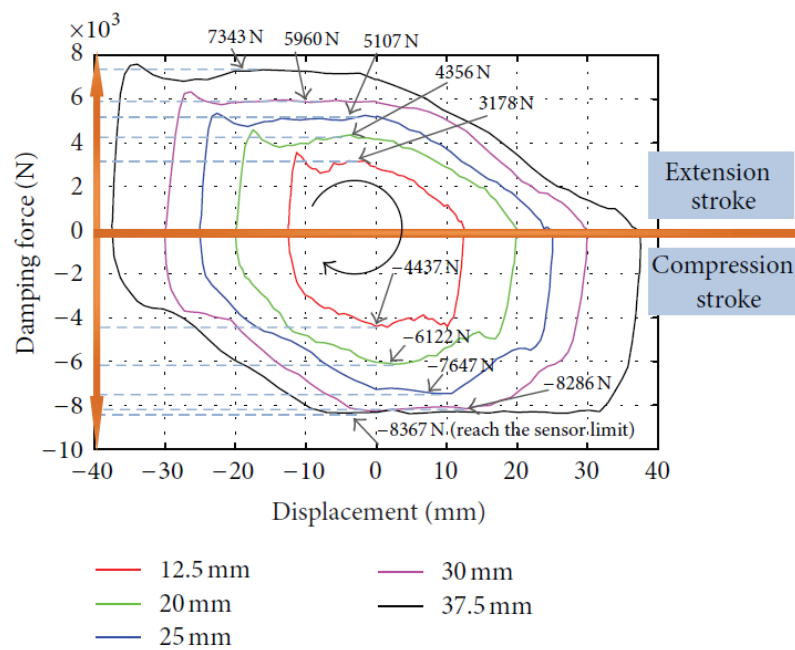 ×10³
7343 N
5960 N
5107 N
4356 N
3178 N
8
6
4
2
0
−2
−4
−6
−8
−10
Damping force (N)
Extension
stroke
Compression
stroke
−4437 N
−6122 N
−7647 N
−8286 N
−8367 N (reach the sensor limit)
−40 −30 −20 −10 0 10 20 30 40
Displacement (mm)
12.5 mm
20 mm
25 mm
30 mm
37.5 mm